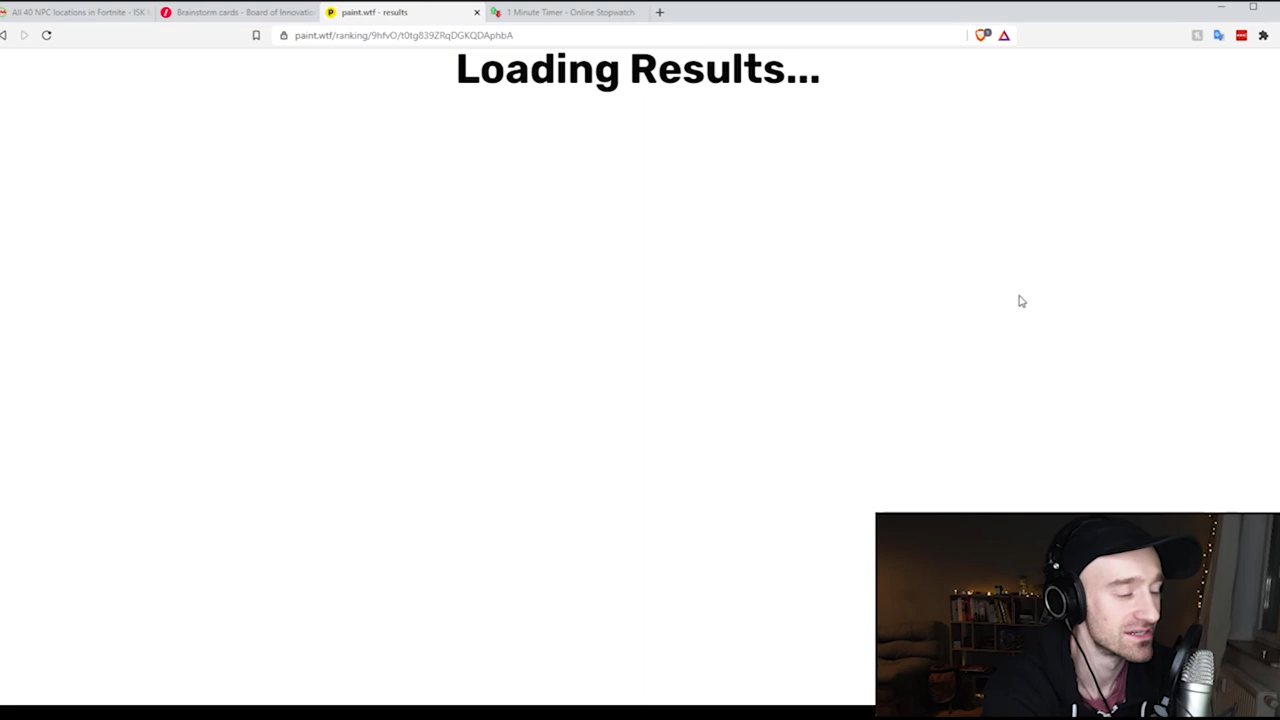 All 40 NPC locations in Fortnite - ISK
Brainstorm cards - Board of Innovatio
paint.wtf - results
1 Minute Timer - Online Stopwatch
paint.wtf/ranking/9hfvO/t0tg839ZRqDGKQDAphbA
Loading Results...